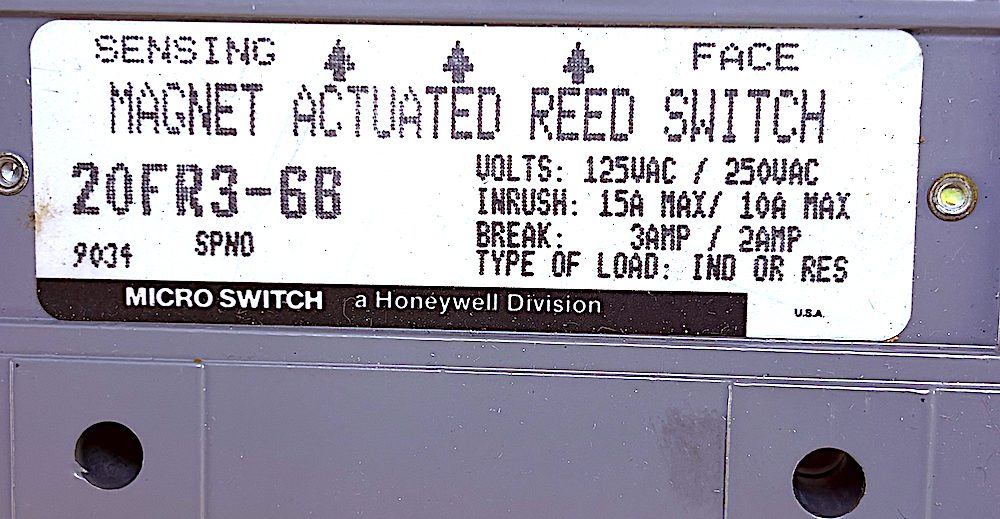 SENSING FACE
MAGNET ACTUATED REED SWITCH
20FR3-6B
9034 SPNO
VOLTS: 125VAC / 250VAC
INRUSH: 15A MAX/ 10A MAX
BREAK: 3AMP / 2AMP
TYPE OF LOAD: IND OR RES
MICRO SWITCH a Honeywell Division
U.S.A.